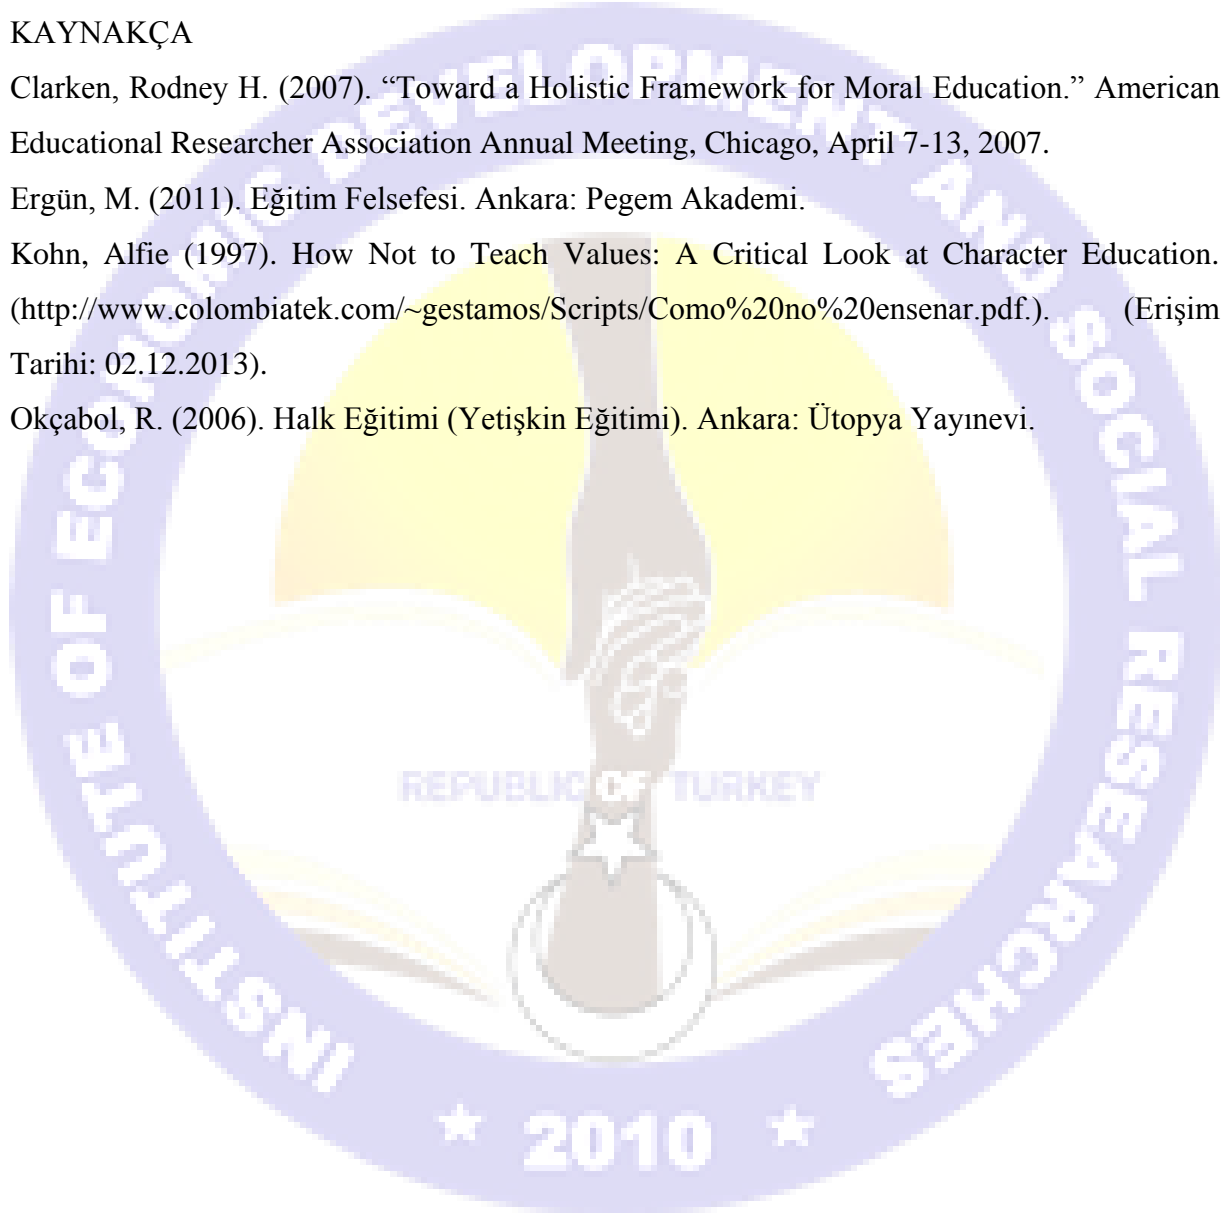 KAYNAKÇA
Clarken, Rodney H. (2007). “Toward a Holistic Framework for Moral Education.” American
Educational Researcher Association Annual Meeting, Chicago, April 7-13, 2007.
Ergün, M. (2011). Eğitim Felsefesi. Ankara: Pegem Akademi.
Kohn, Alfie (1997). How Not to Teach Values: A Critical Look at Character Education.
(http://www.colombiatek.com/~gestamos/Scripts/Como%20no%20ensenar.pdf.). (Erişim
Tarihi: 02.12.2013).
Okçabol, R. (2006). Halk Eğitimi (Yetişkin Eğitimi). Ankara: Ütopya Yayınevi.
INSTITUTE OF ECONOMIC DEVELOPMENT AND SOCIAL RESEARCHES
REPUBLIC OF TURKEY
* 2010 *